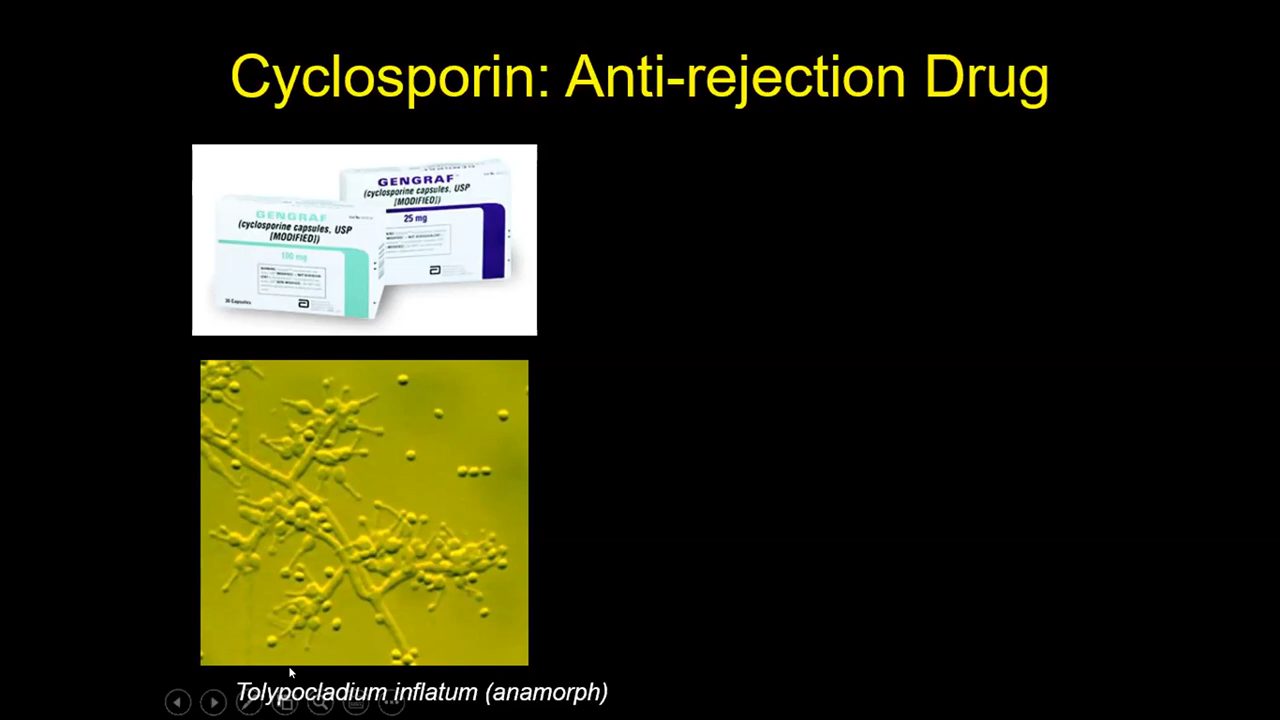 Cyclosporin: Anti-rejection Drug
GENGRAF
(cyclosporine capsules, USP
[MODIFIED])
25 mg
GENGRAF
(cyclosporine capsules, USP
[MODIFIED])
100 mg
30 Capsules
Tolypocladium inflatum (anamorph)